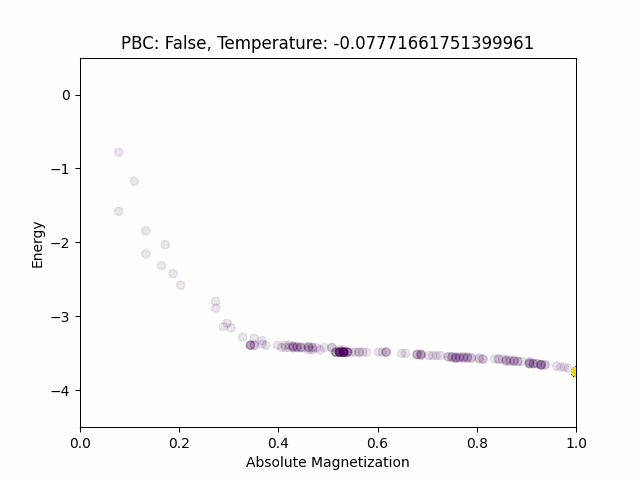 PBC: False, Temperature: -0.07771661751399961
Energy
0
−1
−2
−3
−4
0.0 0.2 0.4 0.6 0.8 1.0
Absolute Magnetization